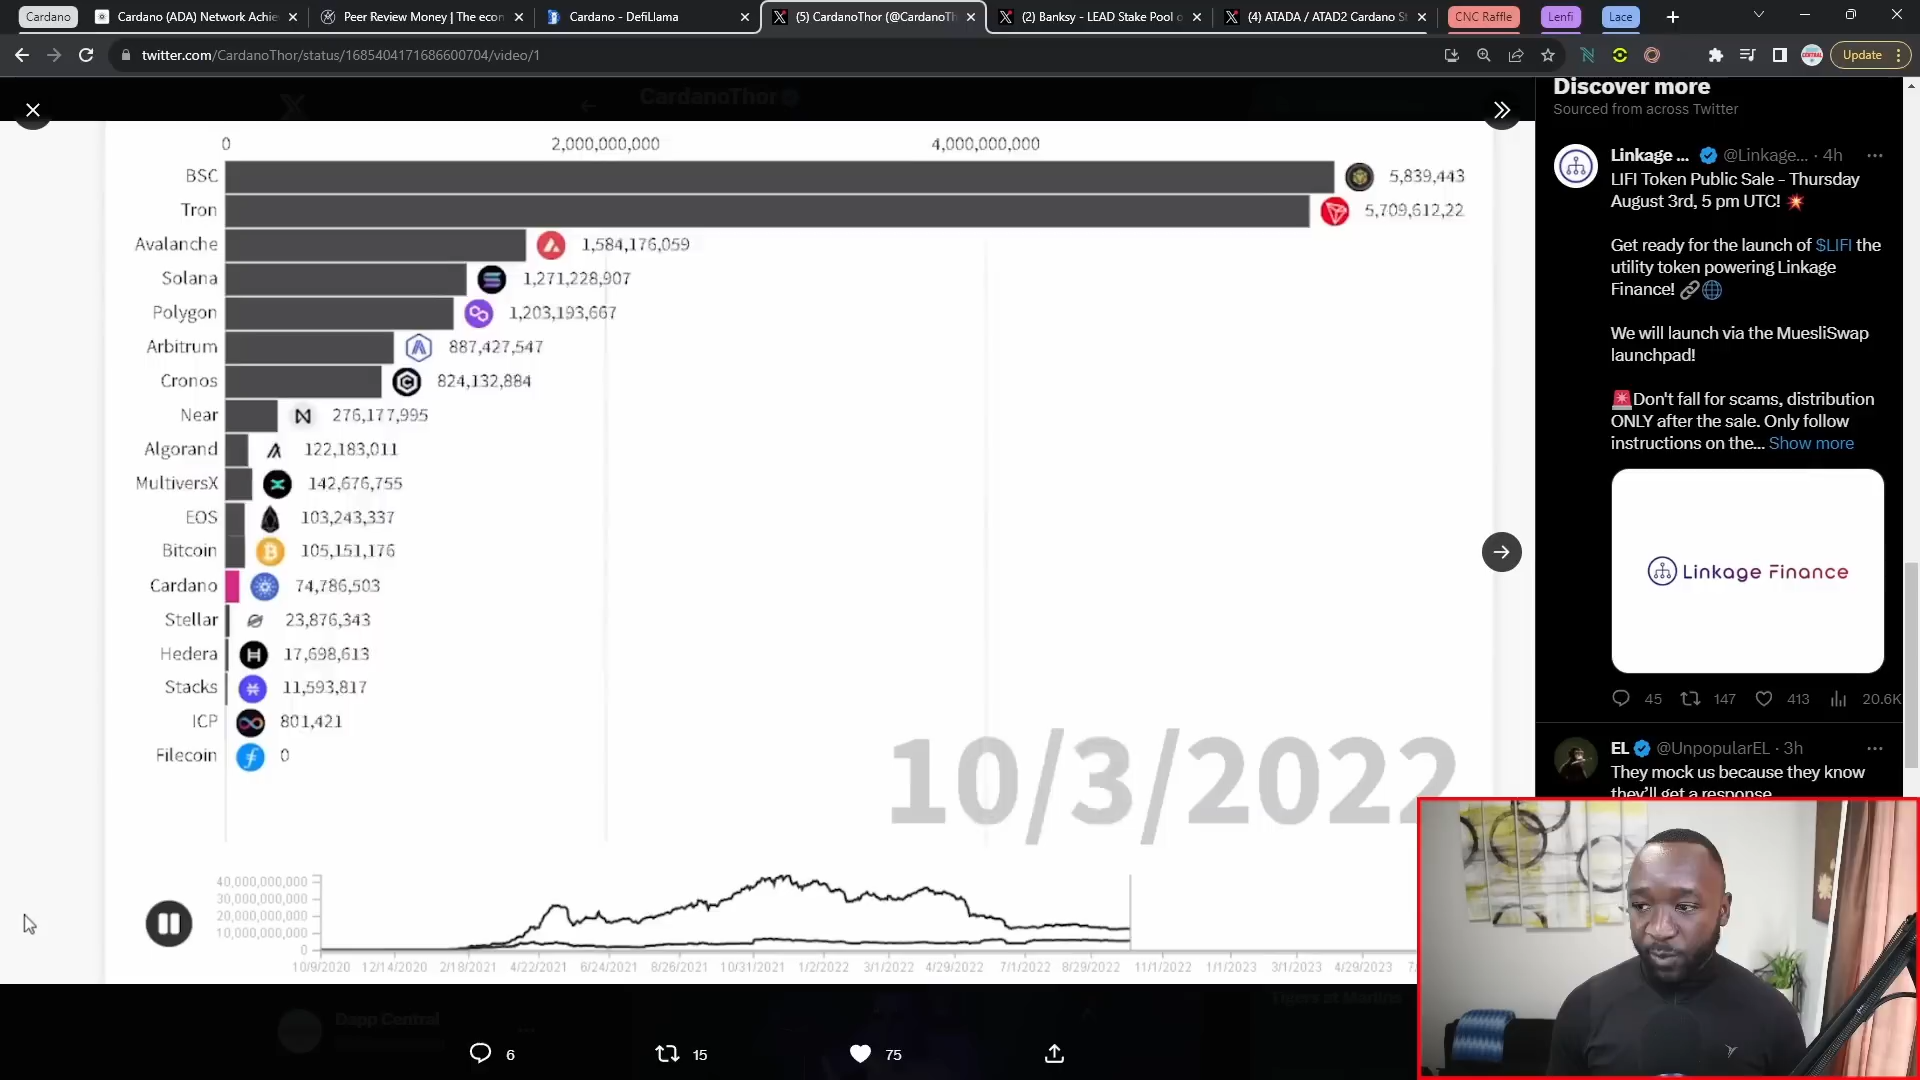 Cardano
Cardano (ADA) Network Achie
Peer Review Money | The econ
Cardano - DefiLlama
(5) CardanoThor (@CardanoTh
(2) Banksy - LEAD Stake Pool o
(4) ATADA / ATAD2 Cardano S
CNC Raffle
Lenfi
Lace
twitter.com/CardanoThor/status/1685404171686600704/video/1
Update
CardanoThor
0 2,000,000,000 4,000,000,000
BSC 5,839,443
Tron 5,709,612,22
Avalanche 1,584,176,059
Solana 1,271,228,907
Polygon 1,203,193,667
Arbitrum 887,427,547
Cronos 824,132,884
Near 276,177,995
Algorand 122,183,011
MultiversX 142,676,755
EOS 103,243,337
Bitcoin 105,151,176
Cardano 74,786,503
Stellar 23,876,343
Hedera 17,698,613
Stacks 11,593,817
ICP 801,421
Filecoin 0
10/3/2022
40,000,000,000
30,000,000,000
20,000,000,000
10,000,000,000
0
10/9/2020 12/14/2020 2/18/2021 4/22/2021 6/24/2021 8/26/2021 10/31/2021 1/2/2022 3/1/2022 4/29/2022 7/1/2022 8/29/2022 11/1/2022 1/1/2023 3/1/2023 4/29/2023 7/
Dapp Central
6 15 75
Discover more
Sourced from across Twitter
Linkage ... @Linkage... · 4h
LIFI Token Public Sale - Thursday
August 3rd, 5 pm UTC!
Get ready for the launch of $LIFI the
utility token powering Linkage
Finance!
We will launch via the MuesliSwap
launchpad!
Don't fall for scams, distribution
ONLY after the sale. Only follow
instructions on the... Show more
Linkage Finance
45 147 413 20.6K
EL @UnpopularEL · 3h
They mock us because they know
they'll get a response